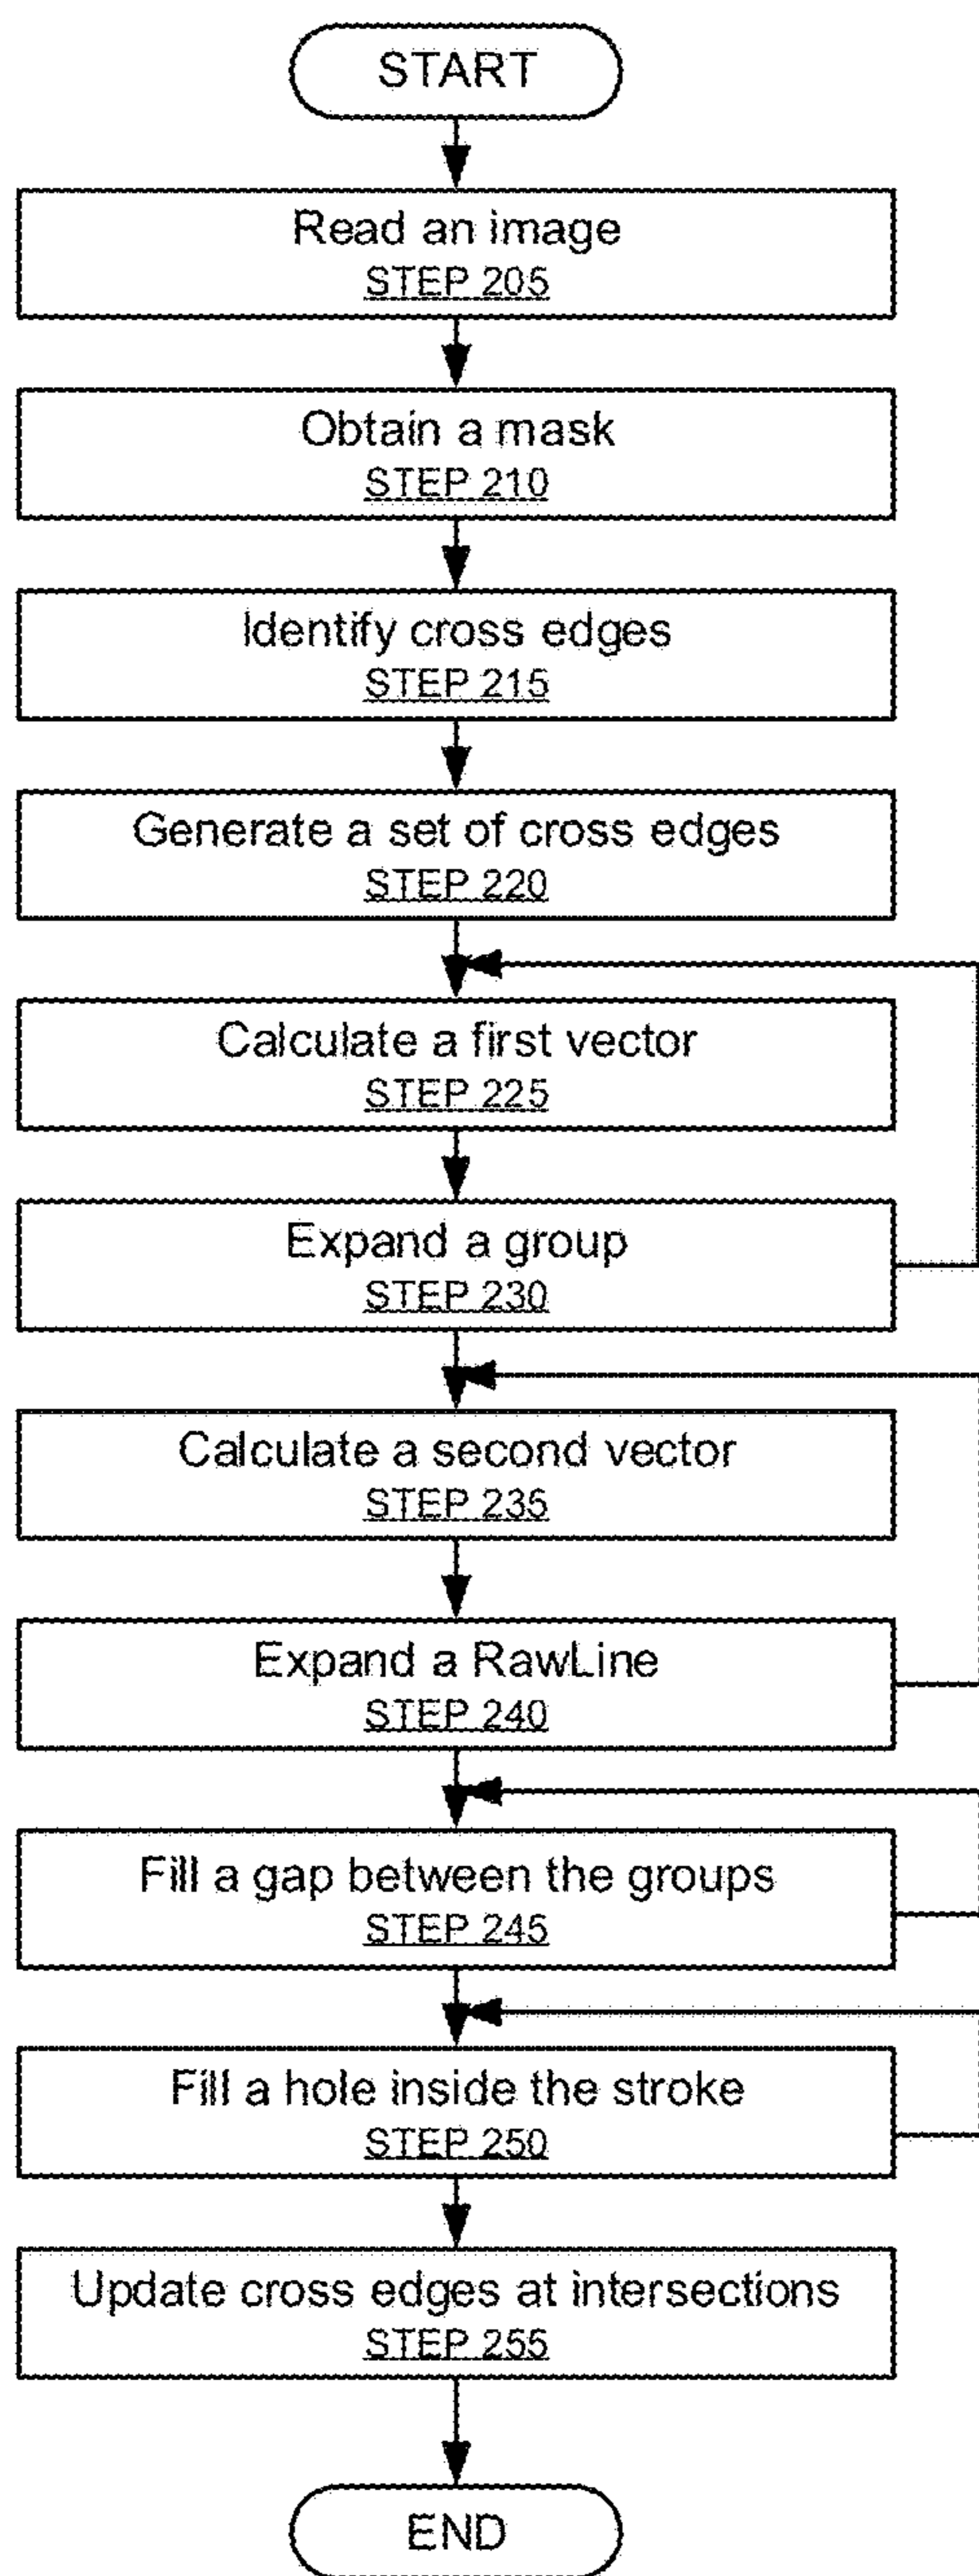 START
Read an image
STEP 205
Obtain a mask
STEP 210
Identify cross edges
STEP 215
Generate a set of cross edges
STEP 220
Calculate a first vector
STEP 225
Expand a group
STEP 230
Calculate a second vector
STEP 235
Expand a RawLine
STEP 240
Fill a gap between the groups
STEP 245
Fill a hole inside the stroke
STEP 250
Update cross edges at intersections
STEP 255
END